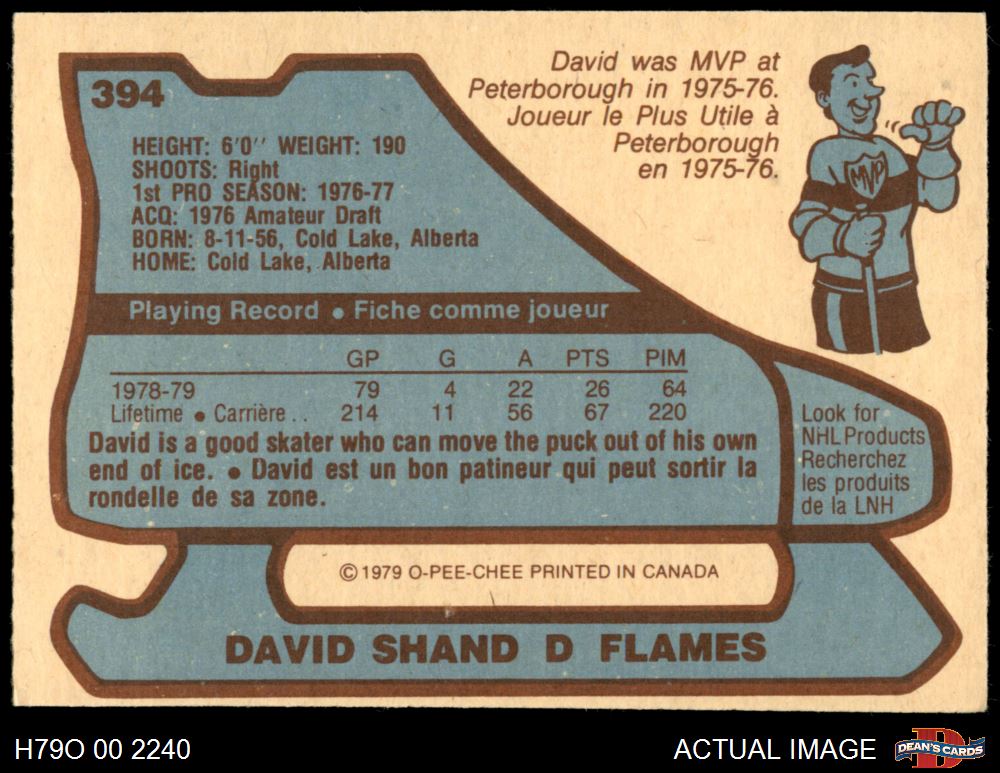 394
David was MVP at
Peterborough in 1975-76.
Joueur le Plus Utile à
Peterborough
en 1975-76.
MVP
HEIGHT: 6'0'' WEIGHT: 190
SHOOTS: Right
1st PRO SEASON: 1976-77
ACQ: 1976 Amateur Draft
BORN: 8-11-56, Cold Lake, Alberta
HOME: Cold Lake, Alberta
Playing Record • Fiche comme joueur
GP G A PTS PIM
1978-79 79 4 22 26 64
Lifetime • Carrière .. 214 11 56 67 220
David is a good skater who can move the puck out of his own
end of ice. • David est un bon patineur qui peut sortir la
rondelle de sa zone.
Look for
NHL Products
Recherchez
les produits
de la LNH
© 1979 O-PEE-CHEE PRINTED IN CANADA
DAVID SHAND D FLAMES
H79O 00 2240
ACTUAL IMAGE
D
DEAN'S CARDS